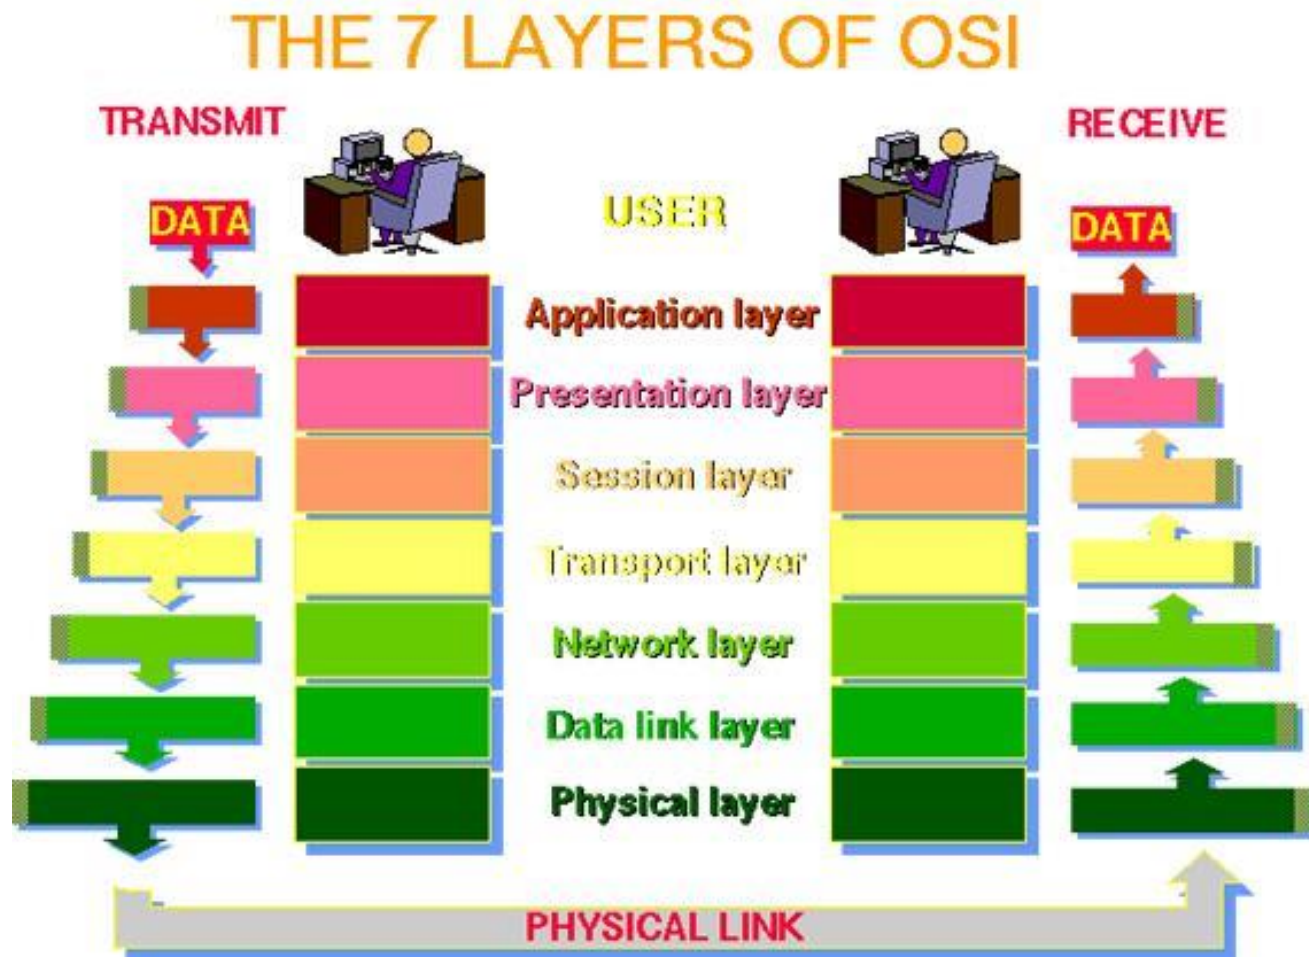 THE 7 LAYERS OF OSI
TRANSMIT
RECEIVE
DATA
USER
DATA
Application layer
Presentation layer
Session layer
Transport layer
Network layer
Data link layer
Physical layer
PHYSICAL LINK